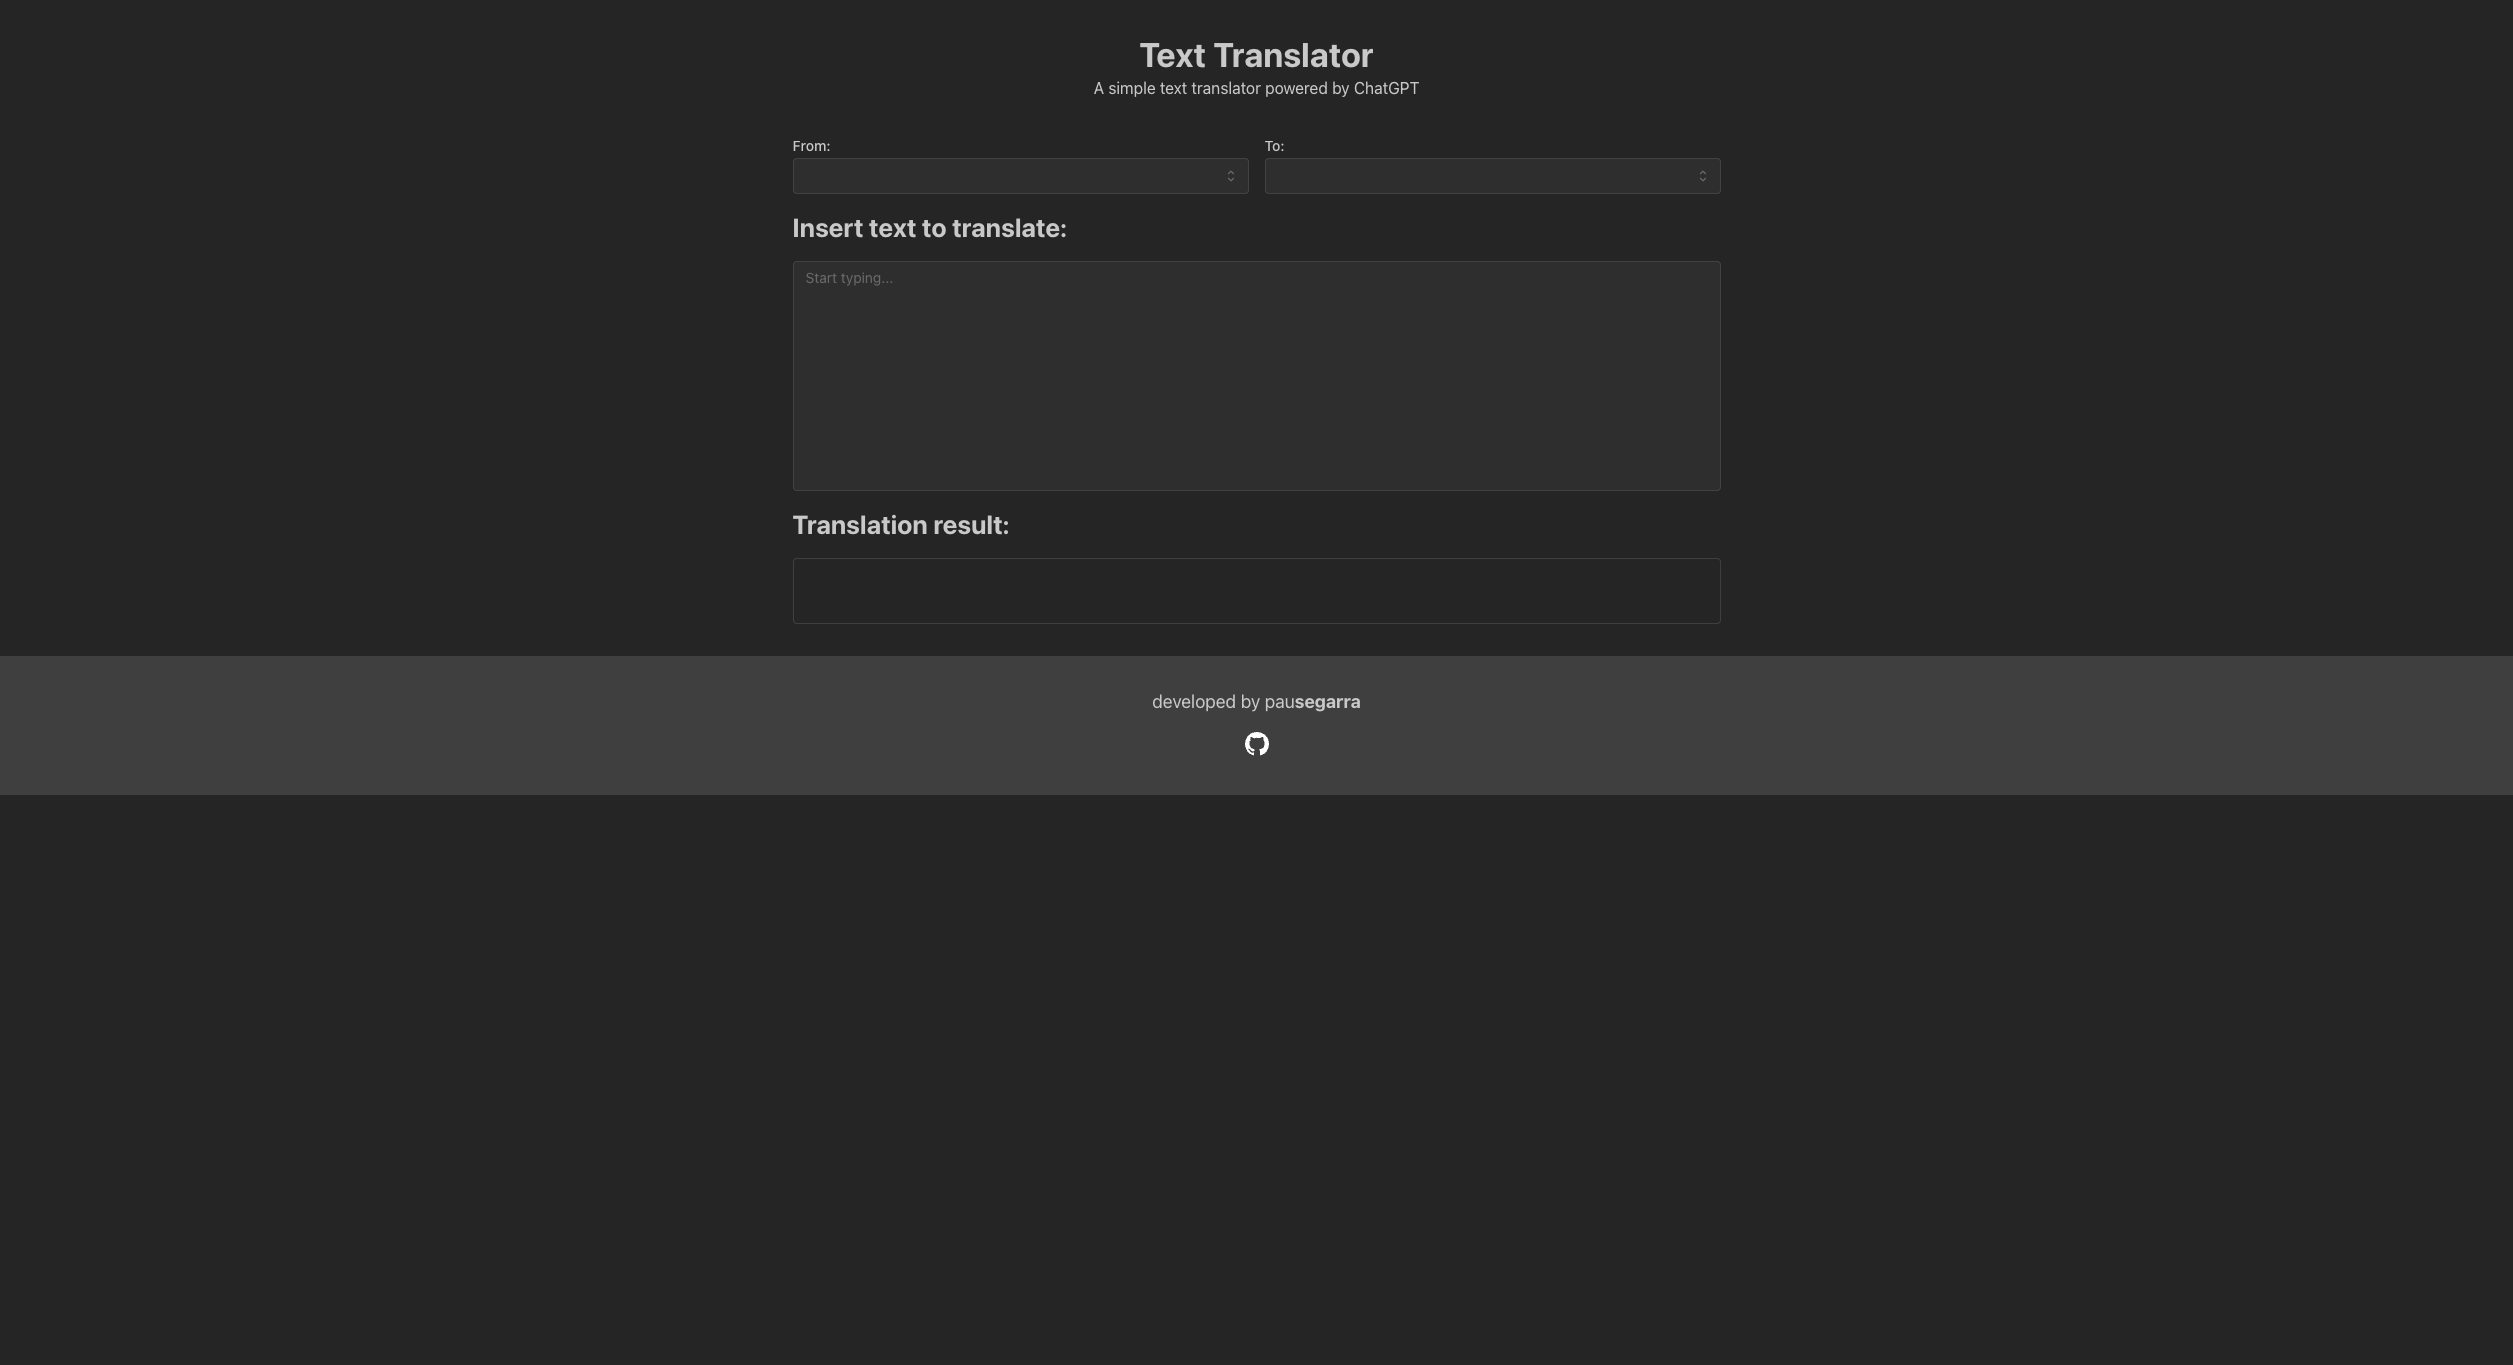 Text Translator
A simple text translator powered by ChatGPT
From:
To:
Insert text to translate:
Start typing...
Translation result:
developed by pausegarra